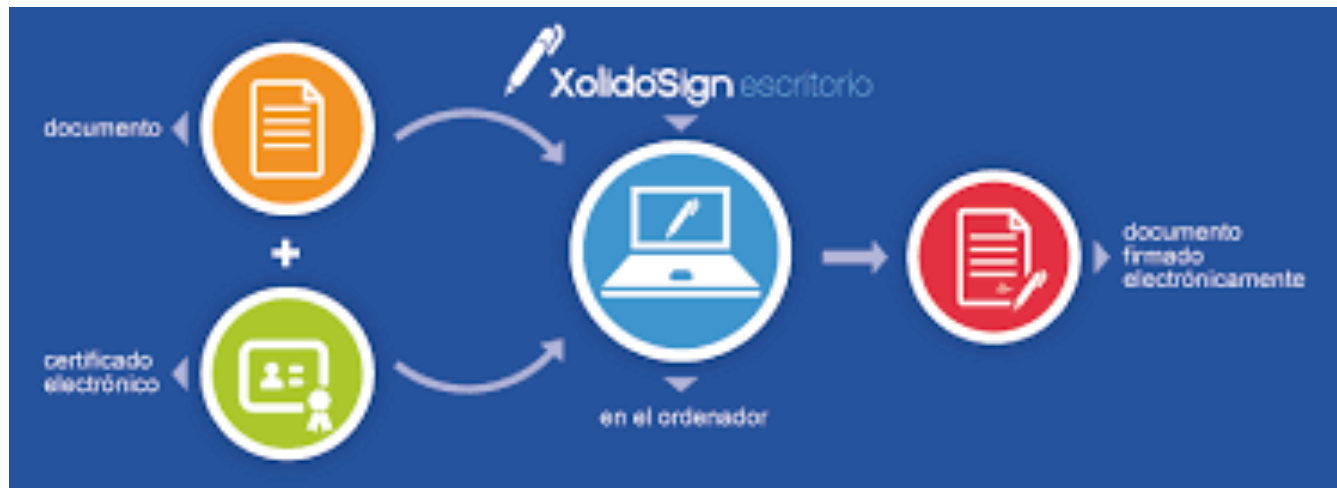 XolidoSign escritorio
documento
+
certificado
electrónico
en el ordenador
documento
firmado
electrónicamente